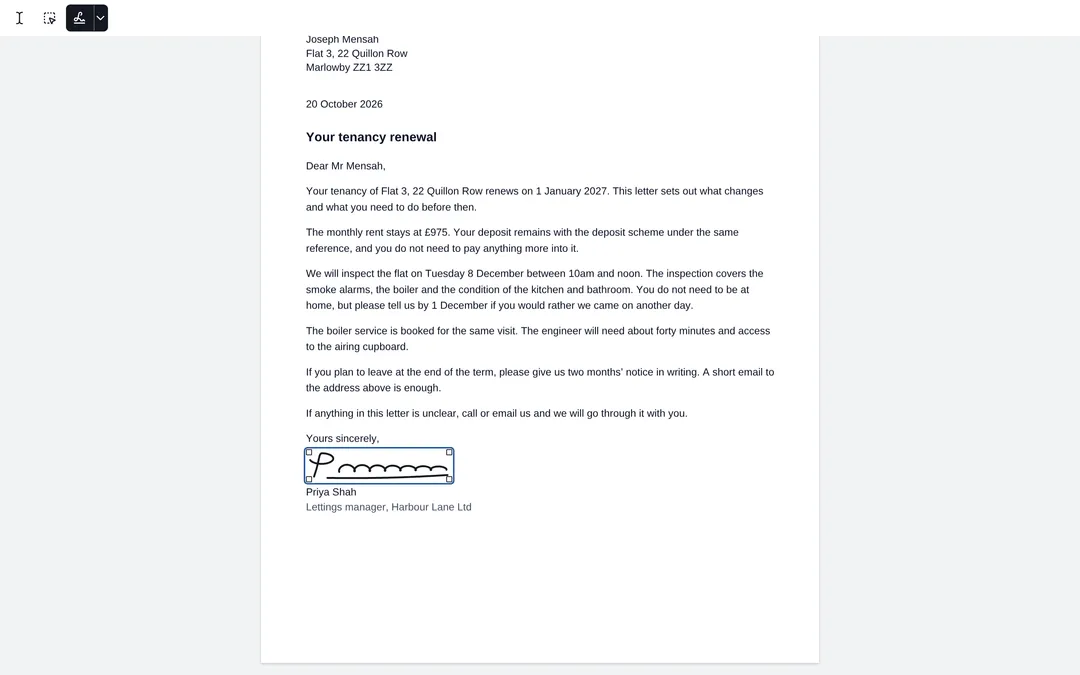 Joseph Mensah
Flat 3, 22 Quillon Row
Marlowby ZZ1 3ZZ
20 October 2026
Your tenancy renewal
Dear Mr Mensah,
Your tenancy of Flat 3, 22 Quillon Row renews on 1 January 2027. This letter sets out what changes
and what you need to do before then.
The monthly rent stays at £975. Your deposit remains with the deposit scheme under the same
reference, and you do not need to pay anything more into it.
We will inspect the flat on Tuesday 8 December between 10am and noon. The inspection covers the
smoke alarms, the boiler and the condition of the kitchen and bathroom. You do not need to be at
home, but please tell us by 1 December if you would rather we came on another day.
The boiler service is booked for the same visit. The engineer will need about forty minutes and access
to the airing cupboard.
If you plan to leave at the end of the term, please give us two months' notice in writing. A short email to
the address above is enough.
If anything in this letter is unclear, call or email us and we will go through it with you.
Yours sincerely,
Priya Shah
Lettings manager, Harbour Lane Ltd